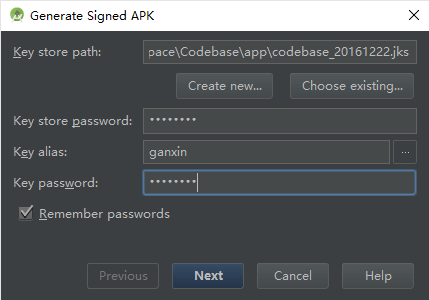 Generate Signed APK
Key store path: pace\Codebase\app\codebase_20161222.jks
Create new... Choose existing...
Key store password: ••••••••
Key alias: ganxin ...
Key password: ••••••••
Remember passwords
Previous Next Cancel Help